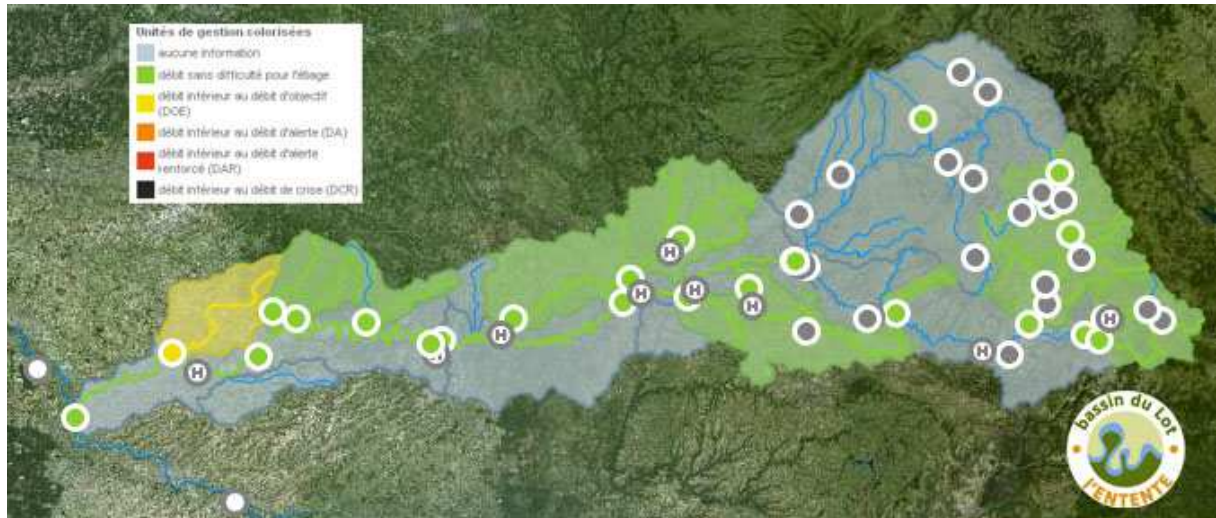 Unités de gestion colorisées
aucune information
débit sans difficulté pour l'étiage
débit inférieur au débit d'objectif
(DOE)
débit inférieur au débit d'alerte (DA)
débit inférieur au débit d'alerte
renforcé (DAR)
débit inférieur au débit de crise (DCR)
H
H
H
H
H
H
H
H
H
bassin du Lot
l'ENTENTE